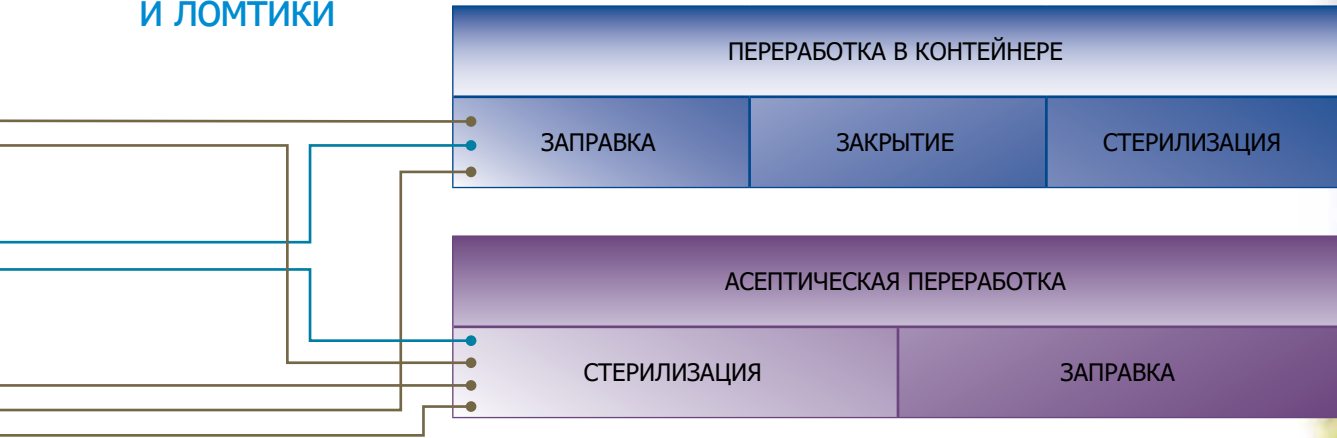 И ЛОМТИКИ
ПЕРЕРАБОТКА В КОНТЕЙНЕРЕ
ЗАПРАВКА ЗАКРЫТИЕ СТЕРИЛИЗАЦИЯ
АСЕПТИЧЕСКАЯ ПЕРЕРАБОТКА
СТЕРИЛИЗАЦИЯ ЗАПРАВКА